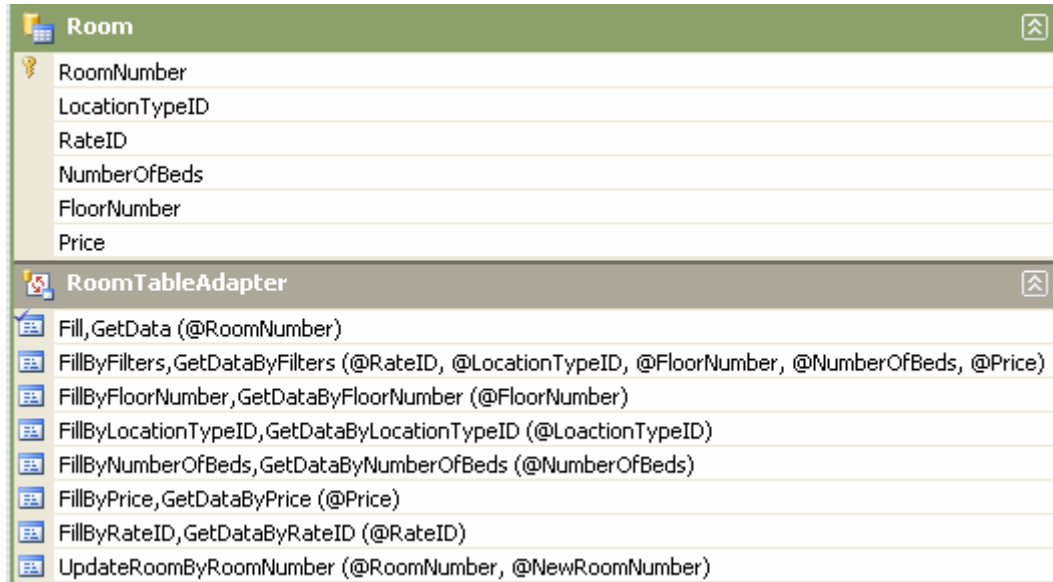 Room
RoomNumber
LocationTypeID
RateID
NumberOfBeds
FloorNumber
Price
RoomTableAdapter
Fill,GetData (@RoomNumber)
FillByFilters,GetDataByFilters (@RateID, @LocationTypeID, @FloorNumber, @NumberOfBeds, @Price)
FillByFloorNumber,GetDataByFloorNumber (@FloorNumber)
FillByLocationTypeID,GetDataByLocationTypeID (@LoactionTypeID)
FillByNumberOfBeds,GetDataByNumberOfBeds (@NumberOfBeds)
FillByPrice,GetDataByPrice (@Price)
FillByRateID,GetDataByRateID (@RateID)
UpdateRoomByRoomNumber (@RoomNumber, @NewRoomNumber)